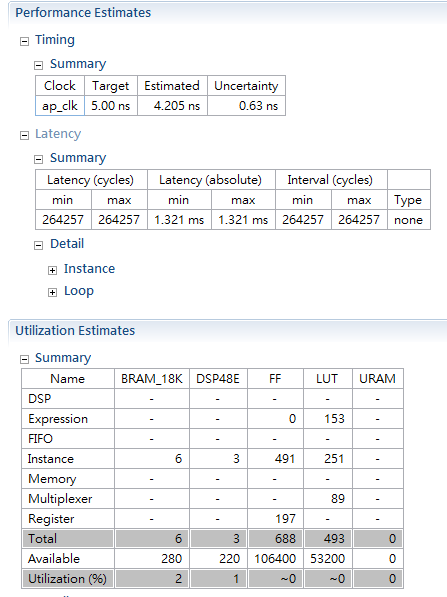 Performance Estimates
Timing
Summary
Clock Target Estimated Uncertainty
ap_clk 5.00 ns 4.205 ns 0.63 ns
Latency
Summary
Latency (cycles) Latency (absolute) Interval (cycles)
min max min max min max Type
264257 264257 1.321 ms 1.321 ms 264257 264257 none
Detail
Instance
Loop
Utilization Estimates
Summary
Name BRAM_18K DSP48E FF LUT URAM
DSP - - - - -
Expression - - 0 153 -
FIFO - - - - -
Instance 6 3 491 251 -
Memory - - - - -
Multiplexer - - - 89 -
Register - - 197 - -
Total 6 3 688 493 0
Available 280 220 106400 53200 0
Utilization (%) 2 1 ~0 ~0 0